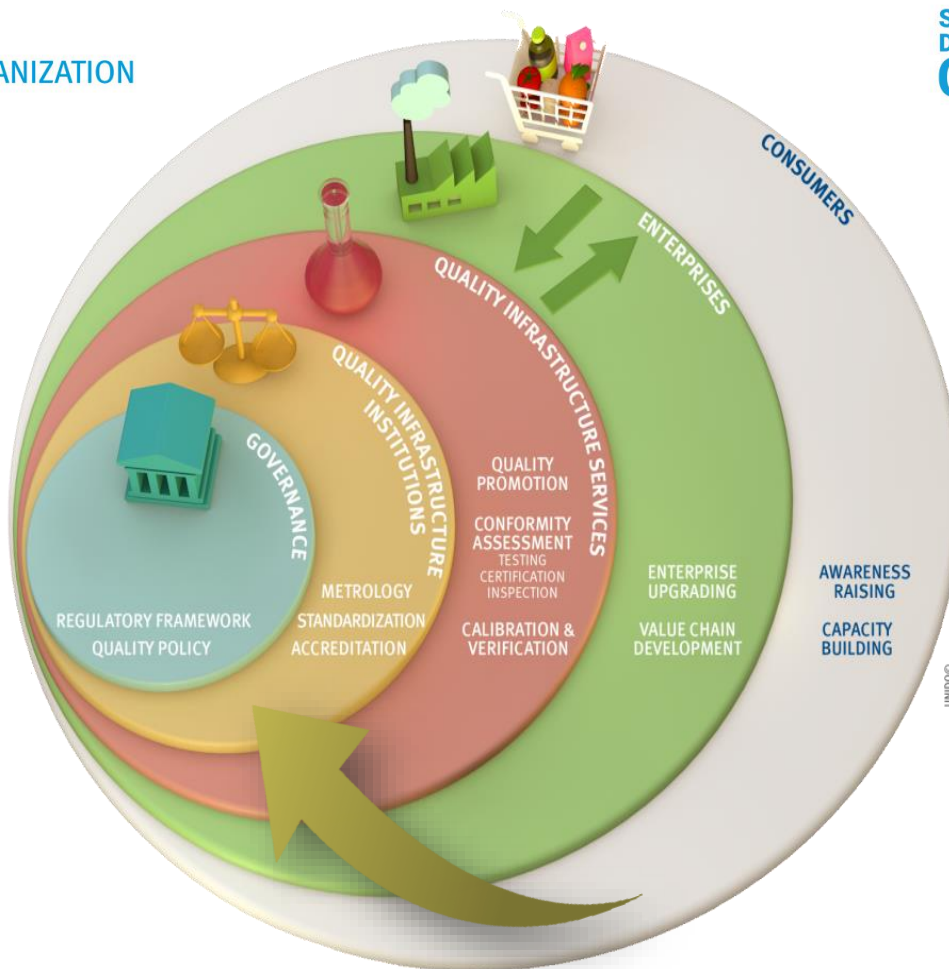 ANIZATION
S
D
CONSUMERS
ENTERPRISES
QUALITY INFRASTRUCTURE SERVICES
QUALITY INFRASTRUCTURE
INSTITUTIONS
GOVERNANCE
REGULATORY FRAMEWORK
QUALITY POLICY
METROLOGY
STANDARDIZATION
ACCREDITATION
QUALITY
PROMOTION
CONFORMITY
ASSESSMENT
TESTING
CERTIFICATION
INSPECTION
CALIBRATION &
VERIFICATION
ENTERPRISE
UPGRADING
VALUE CHAIN
DEVELOPMENT
AWARENESS
RAISING
CAPACITY
BUILDING